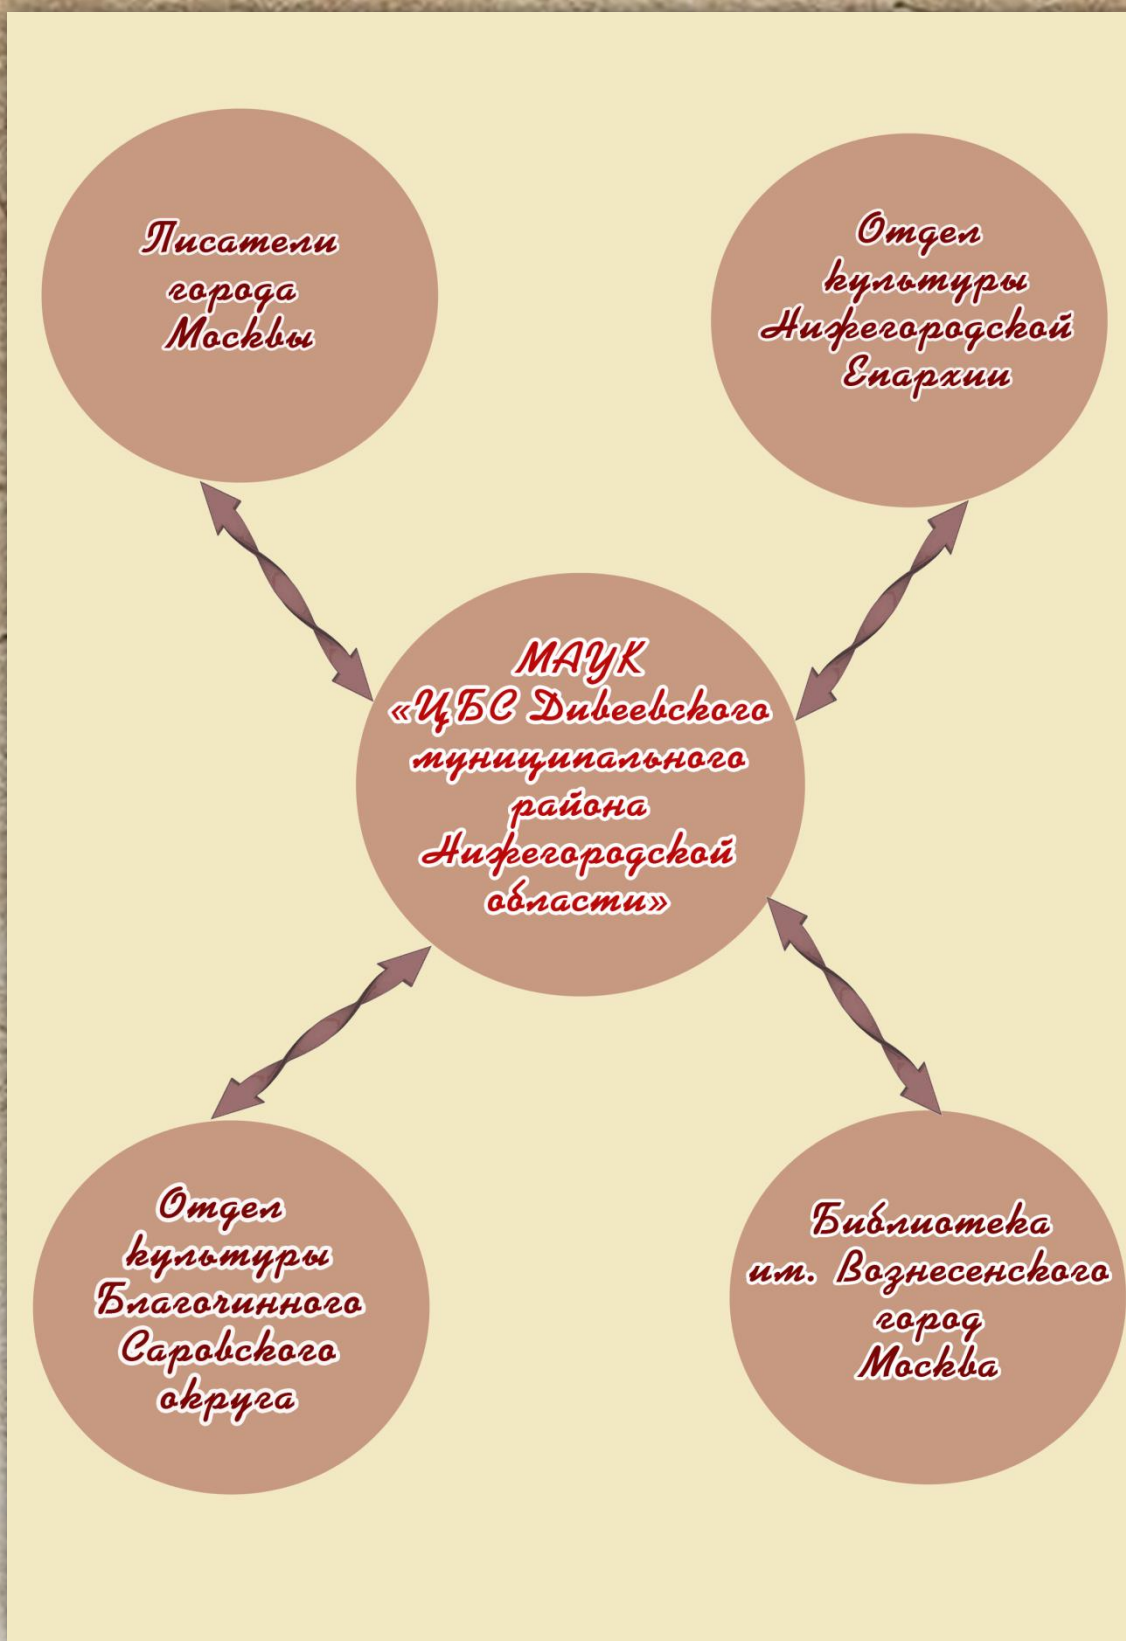 Писатели
города
Москвы
Отдел
культуры
Нижегородской
Епархии
МАУК
«ЦБС Дивеевского
муниципального
района
Нижегородской
области»
Отдел
культуры
Благочинного
Саровского
округа
Библиотека
им. Вознесенского
город
Москва